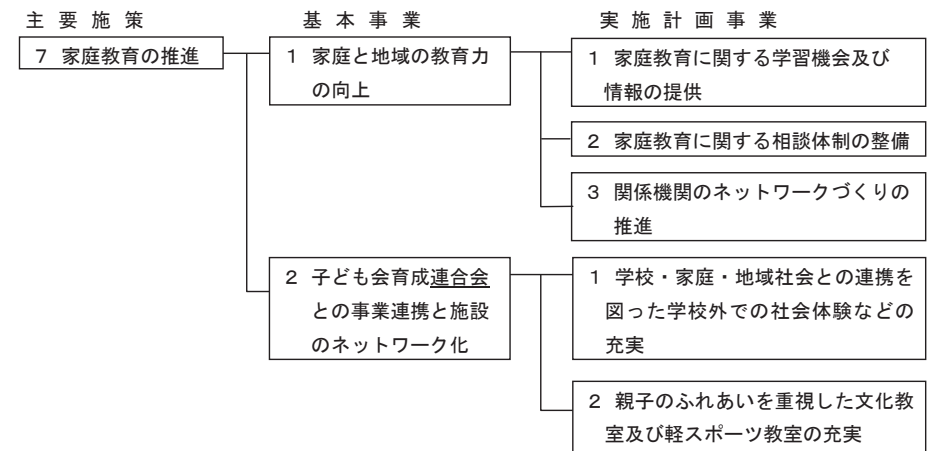 主要施策 基本事業 実施計画事業
7 家庭教育の推進
1 家庭と地域の教育力
の向上
1 家庭教育に関する学習機会及び
情報の提供
2 家庭教育に関する相談体制の整備
3 関係機関のネットワークづくりの
推進
2 子ども会育成連合会
との事業連携と施設
のネットワーク化
1 学校・家庭・地域社会との連携を
図った学校外での社会体験などの
充実
2 親子のふれあいを重視した文化教
室及び軽スポーツ教室の充実